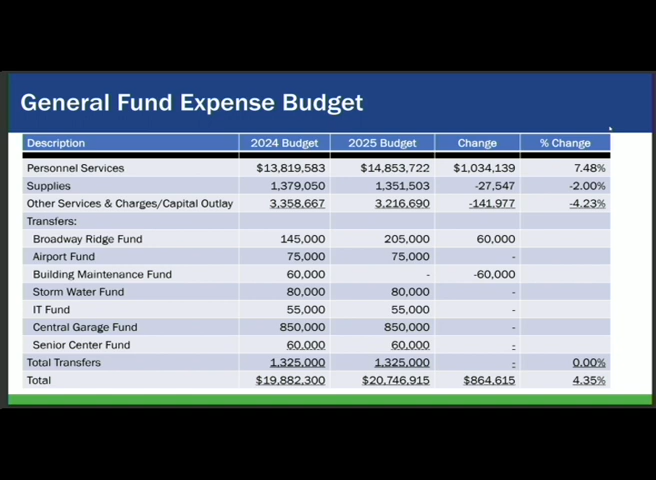 General Fund Expense Budget
Description 2024 Budget 2025 Budget Change % Change
Personnel Services $13,819,583 $14,853,722 $1,034,139 7.48%
Supplies 1,379,050 1,351,503 -27,547 -2.00%
Other Services & Charges/Capital Outlay 3,358,667 3,216,690 -141,977 -4.23%
Transfers:
Broadway Ridge Fund 145,000 205,000 60,000
Airport Fund 75,000 75,000 -
Building Maintenance Fund 60,000 - -60,000
Storm Water Fund 80,000 80,000 -
IT Fund 55,000 55,000 -
Central Garage Fund 850,000 850,000 -
Senior Center Fund 60,000 60,000 -
Total Transfers 1,325,000 1,325,000 - 0.00%
Total $19,882,300 $20,746,915 $864,615 4.35%